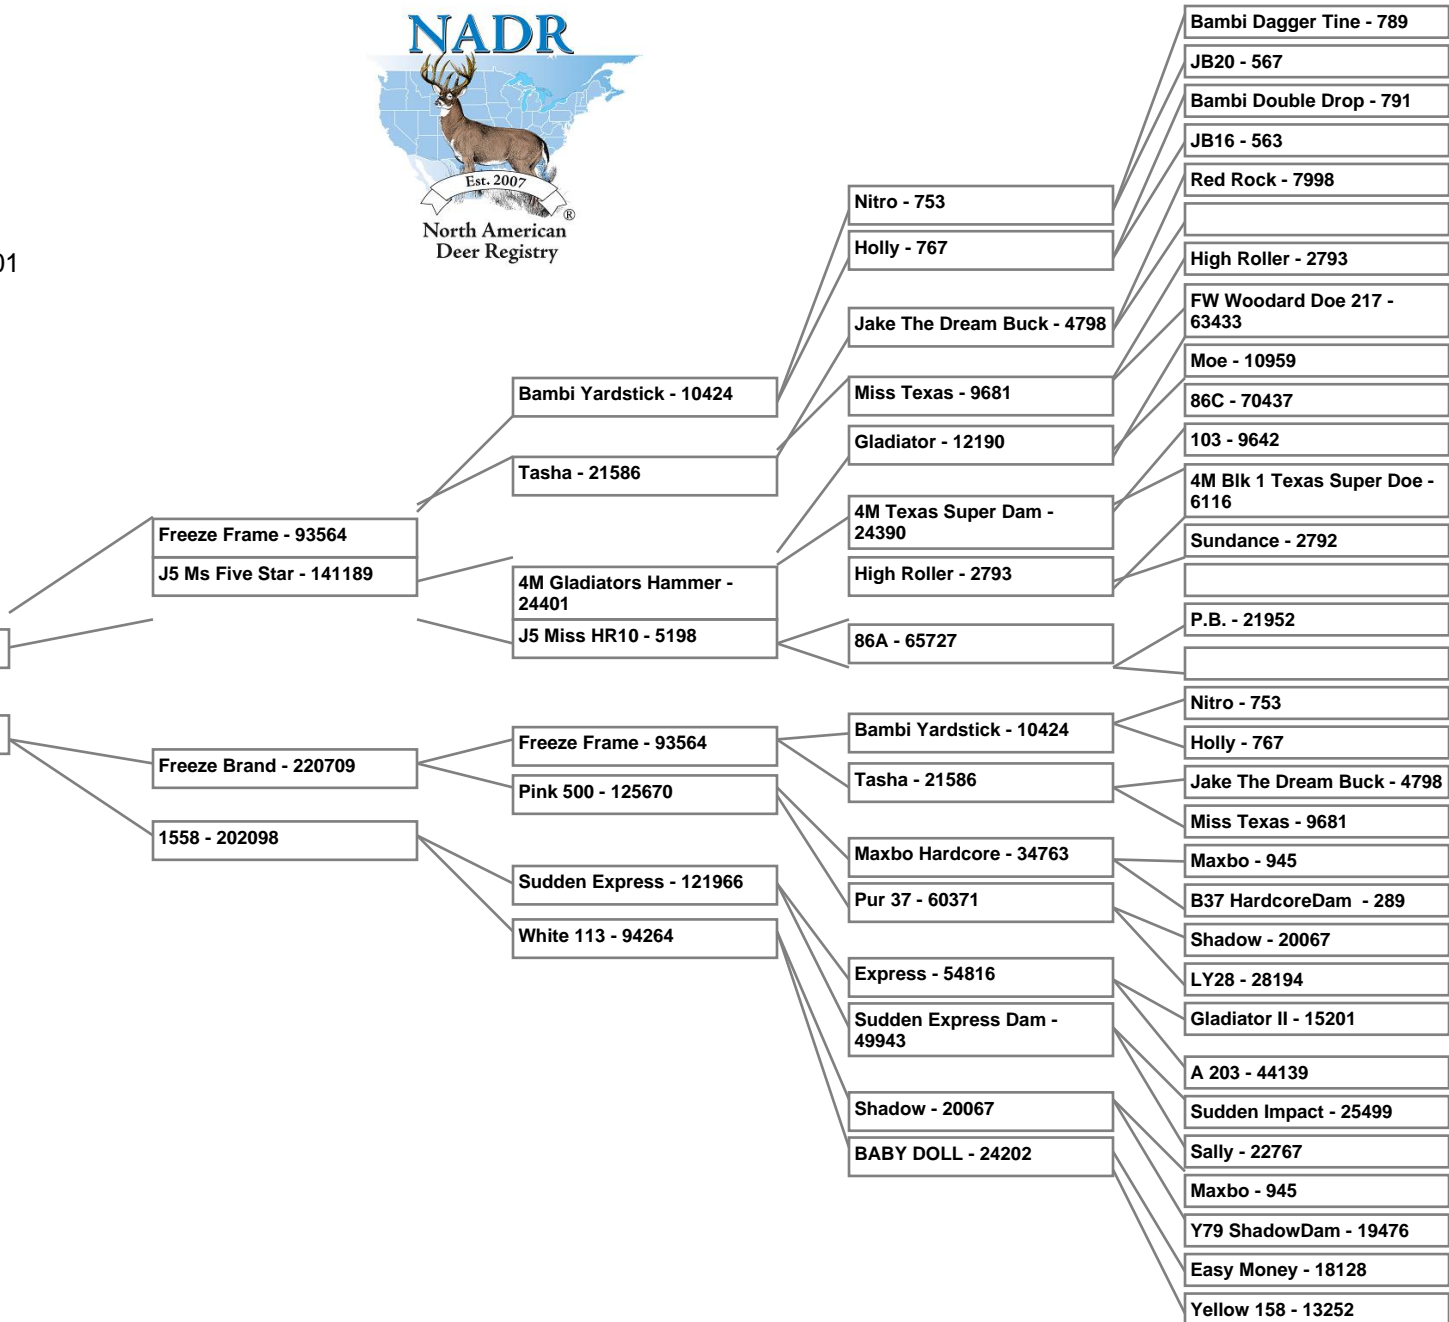 NADR
Est. 2007
®
North American
Deer Registry
01
Freeze Frame - 93564
J5 Ms Five Star - 141189
Freeze Brand - 220709
1558 - 202098
Bambi Yardstick - 10424
Tasha - 21586
4M Gladiators Hammer -
24401
J5 Miss HR10 - 5198
Freeze Frame - 93564
Pink 500 - 125670
Sudden Express - 121966
White 113 - 94264
Nitro - 753
Holly - 767
Jake The Dream Buck - 4798
Miss Texas - 9681
Gladiator - 12190
4M Texas Super Dam -
24390
High Roller - 2793
86A - 65727
Bambi Yardstick - 10424
Tasha - 21586
Maxbo Hardcore - 34763
Pur 37 - 60371
Express - 54816
Sudden Express Dam -
49943
Shadow - 20067
BABY DOLL - 24202
Bambi Dagger Tine - 789
JB20 - 567
Bambi Double Drop - 791
JB16 - 563
Red Rock - 7998
High Roller - 2793
FW Woodard Doe 217 -
63433
Moe - 10959
86C - 70437
103 - 9642
4M Blk 1 Texas Super Doe -
6116
Sundance - 2792
P.B. - 21952
Nitro - 753
Holly - 767
Jake The Dream Buck - 4798
Miss Texas - 9681
Maxbo - 945
B37 HardcoreDam - 289
Shadow - 20067
LY28 - 28194
Gladiator II - 15201
A 203 - 44139
Sudden Impact - 25499
Sally - 22767
Maxbo - 945
Y79 ShadowDam - 19476
Easy Money - 18128
Yellow 158 - 13252